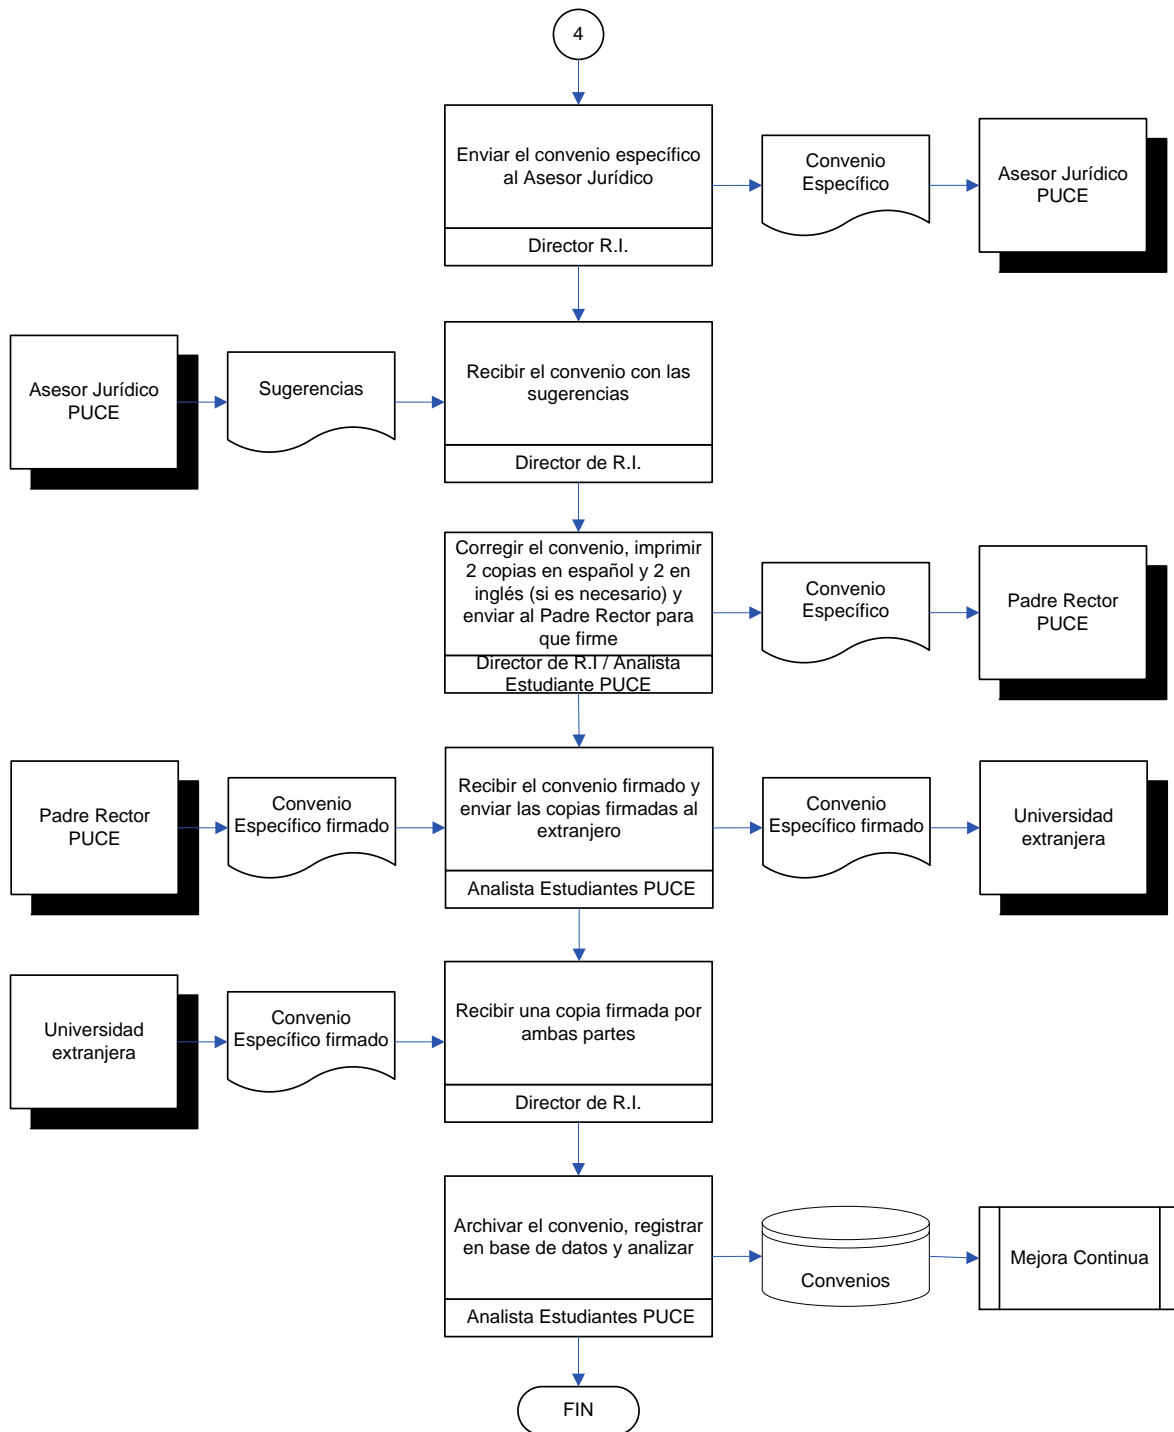 4
Enviar el convenio específico
al Asesor Jurídico
Director R.I.
Convenio
Específico
Asesor Jurídico
PUCE
Asesor Jurídico
PUCE
Sugerencias
Recibir el convenio con las
sugerencias
Director de R.I.
Corregir el convenio, imprimir
2 copias en español y 2 en
inglés (si es necesario) y
enviar al Padre Rector para
que firme
Director de R.I / Analista
Estudiante PUCE
Convenio
Específico
Padre Rector
PUCE
Padre Rector
PUCE
Convenio
Específico firmado
Recibir el convenio firmado y
enviar las copias firmadas al
extranjero
Analista Estudiantes PUCE
Convenio
Específico firmado
Universidad
extranjera
Universidad
extranjera
Convenio
Específico firmado
Recibir una copia firmada por
ambas partes
Director de R.I.
Archivar el convenio, registrar
en base de datos y analizar
Analista Estudiantes PUCE
Convenios
Mejora Continua
FIN